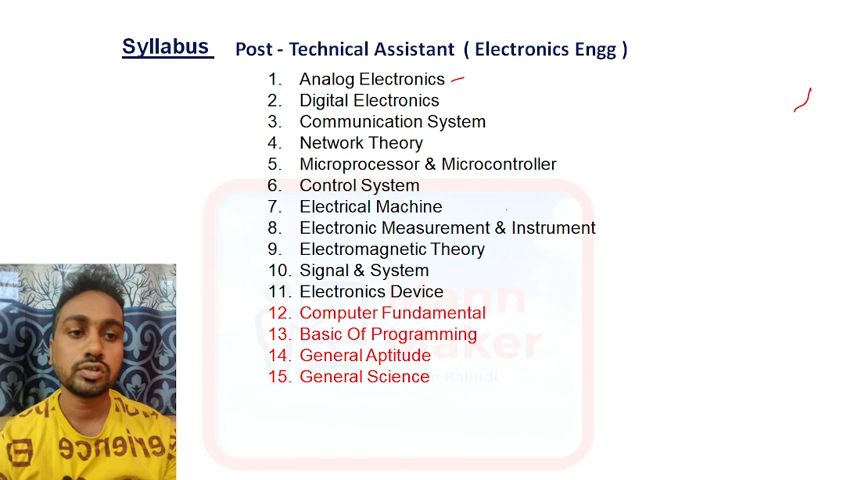 Syllabus Post - Technical Assistant ( Electronics Engg )
1. Analog Electronics
2. Digital Electronics
3. Communication System
4. Network Theory
5. Microprocessor & Microcontroller
6. Control System
7. Electrical Machine
8. Electronic Measurement & Instrument
9. Electromagnetic Theory
10. Signal & System
11. Electronics Device
12. Computer Fundamental
13. Basic Of Programming
14. General Aptitude
15. General Science
Mann
Maker